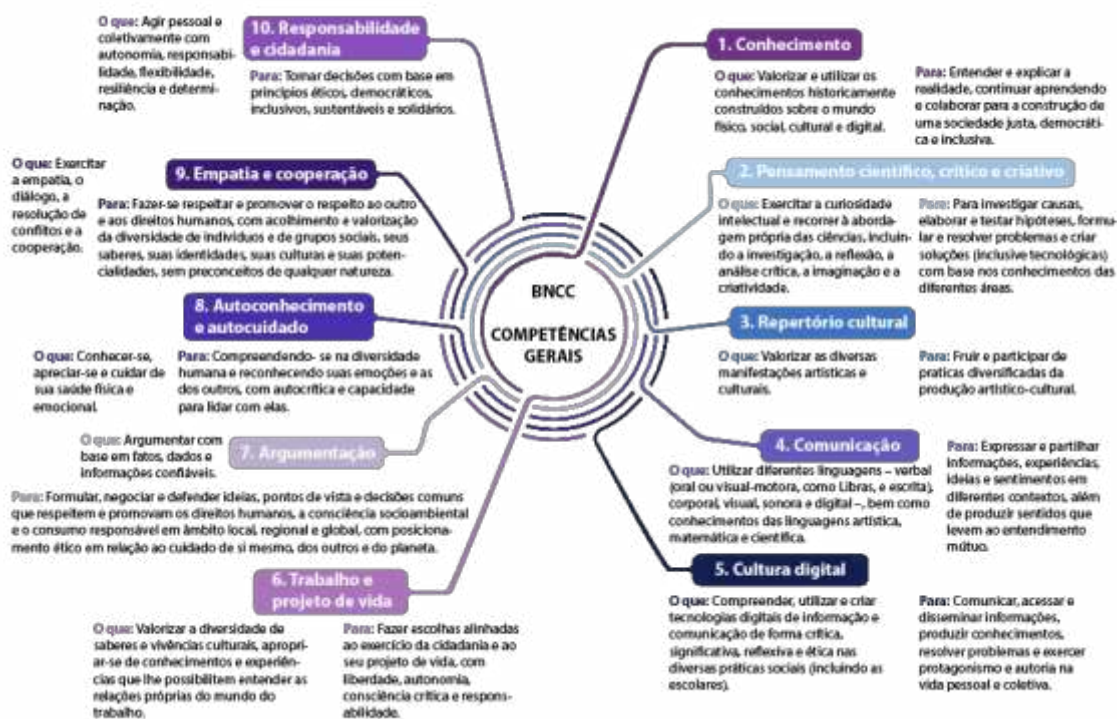 BNCC
COMPETÊNCIAS
GERAIS
1. Conhecimento
O que: Valorizar e utilizar os
conhecimentos historicamente
construídos sobre o mundo
físico, social, cultural e digital.
Para: Entender e explicar a
realidade, continuar aprendendo
e colaborar para a construção de
uma sociedade justa, democráti-
ca e inclusiva.
2. Pensamento científico, crítico e criativo
O que: Exercitar a curiosidade
intelectual e recorrer à aborda-
gem própria das ciências, incluin-
do a investigação, a reflexão, a
análise crítica, a imaginação e a
criatividade.
Para: Para investigar causas,
elaborar e testar hipóteses, formu-
lar e resolver problemas e criar
soluções (inclusive tecnológicas)
com base nos conhecimentos das
diferentes áreas.
3. Repertório cultural
O que: Valorizar as diversas
manifestações artísticas e
culturais.
Para: Fruir e participar de
praticas diversificadas da
produção artístico-cultural.
4. Comunicação
O que: Utilizar diferentes linguagens – verbal
(oral ou visual-motora, como Libras, e escrita),
corporal, visual, sonora e digital –, bem como
conhecimentos das linguagens artística,
matemática e científica.
Para: Expressar e partilhar
informações, experiências,
ideias e sentimentos em
diferentes contextos, além
de produzir sentidos que
levem ao entendimento
mútuo.
5. Cultura digital
O que: Compreender, utilizar e criar
tecnologias digitais de informação e
comunicação de forma crítica,
significativa, reflexiva e ética nas
diversas práticas sociais (incluindo as
escolares).
Para: Comunicar, acessar e
disseminar informações,
produzir conhecimentos,
resolver problemas e exercer
protagonismo e autoria na
vida pessoal e coletiva.
6. Trabalho e
projeto de vida
O que: Valorizar a diversidade de
saberes e vivências culturais, apropri-
ar-se de conhecimentos e experiên-
cias que lhe possibilitem entender as
relações próprias do mundo do
trabalho.
Para: Fazer escolhas alinhadas
ao exercício da cidadania e ao
seu projeto de vida, com
liberdade, autonomia,
consciência crítica e respons-
abilidade.
7. Argumentação
O que: Argumentar com
base em fatos, dados e
informações confiáveis.
Para: Formular, negociar e defender ideias, pontos de vista e decisões comuns
que respeitem e promovam os direitos humanos, a consciência socioambiental
e o consumo responsável em âmbito local, regional e global, com posiciona-
mento ético em relação ao cuidado de si mesmo, dos outros e do planeta.
8. Autoconhecimento
e autocuidado
O que: Conhecer-se,
apreciar-se e cuidar de
sua saúde física e
emocional.
Para: Compreendendo- se na diversidade
humana e reconhecendo suas emoções e as
dos outros, com autocrítica e capacidade
para lidar com elas.
9. Empatia e cooperação
O que: Exercitar
a empatia, o
diálogo, a
resolução de
conflitos e a
cooperação.
Para: Fazer-se respeitar e promover o respeito ao outro
e aos direitos humanos, com acolhimento e valorização
da diversidade de indivíduos e de grupos sociais, seus
saberes, suas identidades, suas culturas e suas poten-
cialidades, sem preconceitos de qualquer natureza.
10. Responsabilidade
e cidadania
O que: Agir pessoal e
coletivamente com
autonomia, responsabi-
lidade, flexibilidade,
resiliência e determi-
nação.
Para: Tomar decisões com base em
princípios éticos, democráticos,
inclusivos, sustentáveis e solidários.